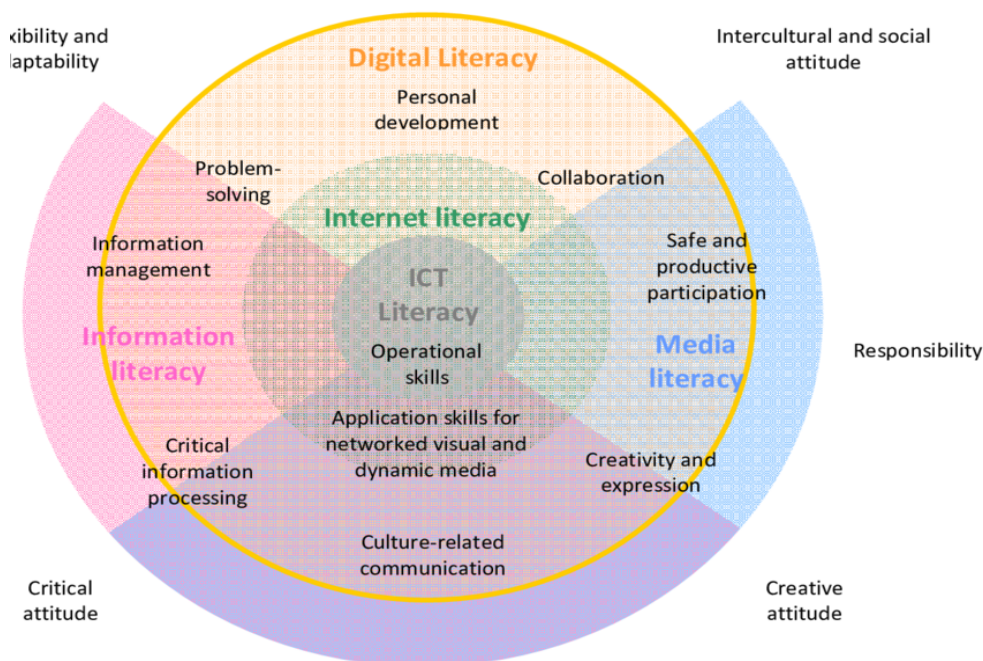 xibility and
daptability
Intercultural and social
attitude
Digital Literacy
Personal
development
Problem-
solving
Collaboration
Internet literacy
Information
management
Safe and
productive
participation
ICT
Literacy
Information
literacy
Media
literacy
Responsibility
Operational
skills
Application skills for
networked visual and
dynamic media
Critical
information
processing
Creativity and
expression
Culture-related
communication
Critical
attitude
Creative
attitude